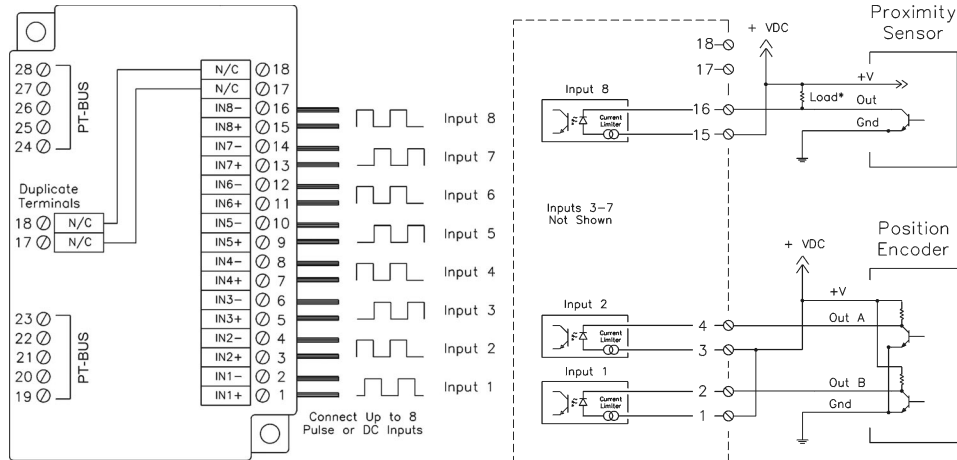 28
27
26
25
24
PT-BUS
Duplicate
Terminals
18 N/C
17 N/C
23
22
21
20
19
PT-BUS
N/C 18
N/C 17
IN8- 16
IN8+ 15
IN7- 14
IN7+ 13
IN6- 12
IN6+ 11
IN5- 10
IN5+ 9
IN4- 8
IN4+ 7
IN3- 6
IN3+ 5
IN2- 4
IN2+ 3
IN1- 2
IN1+ 1
Input 8
Input 7
Input 6
Input 5
Input 4
Input 3
Input 2
Input 1
Connect Up to 8
Pulse or DC Inputs
18
17
Input 8
Current
Limiter
16
15
+ VDC
Proximity
Sensor
+V
Load*
Out
Gnd
Inputs 3-7
Not Shown
Position
Encoder
+ VDC
+V
Input 2
Current
Limiter
4
3
Out A
Input 1
Current
Limiter
2
1
Out B
Gnd